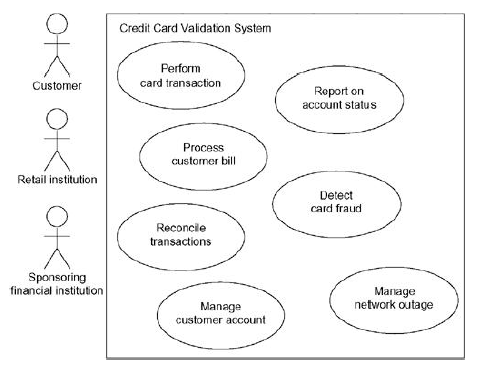 Credit Card Validation System
Customer
Perform
card transaction
Report on
account status
Retail institution
Process
customer bill
Detect
card fraud
Sponsoring
financial institution
Reconcile
transactions
Manage
customer account
Manage
network outage